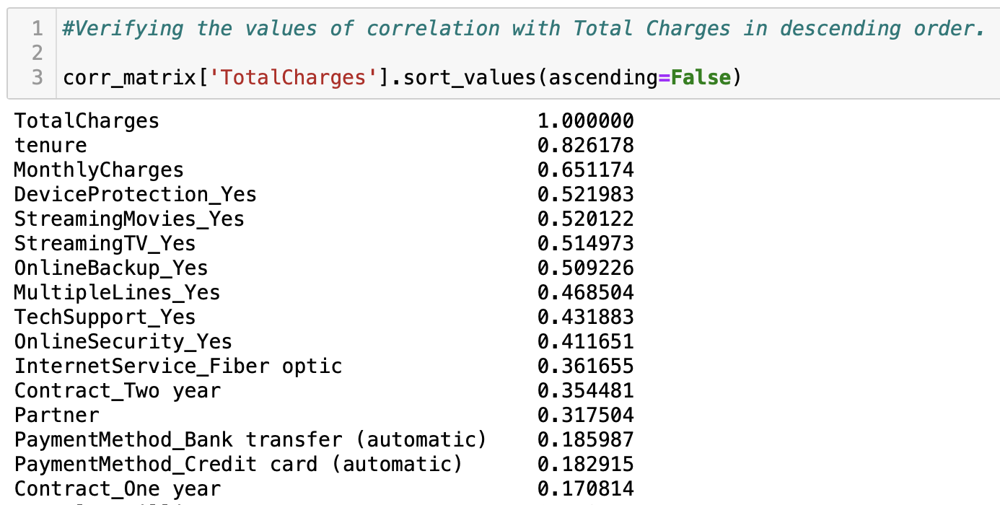 1 #Verifying the values of correlation with Total Charges in descending order.
2
3 corr_matrix['TotalCharges'].sort_values(ascending=False)
TotalCharges 1.000000
tenure 0.826178
MonthlyCharges 0.651174
DeviceProtection_Yes 0.521983
StreamingMovies_Yes 0.520122
StreamingTV_Yes 0.514973
OnlineBackup_Yes 0.509226
MultipleLines_Yes 0.468504
TechSupport_Yes 0.431883
OnlineSecurity_Yes 0.411651
InternetService_Fiber optic 0.361655
Contract_Two year 0.354481
Partner 0.317504
PaymentMethod_Bank transfer (automatic) 0.185987
PaymentMethod_Credit card (automatic) 0.182915
Contract_One year 0.170814